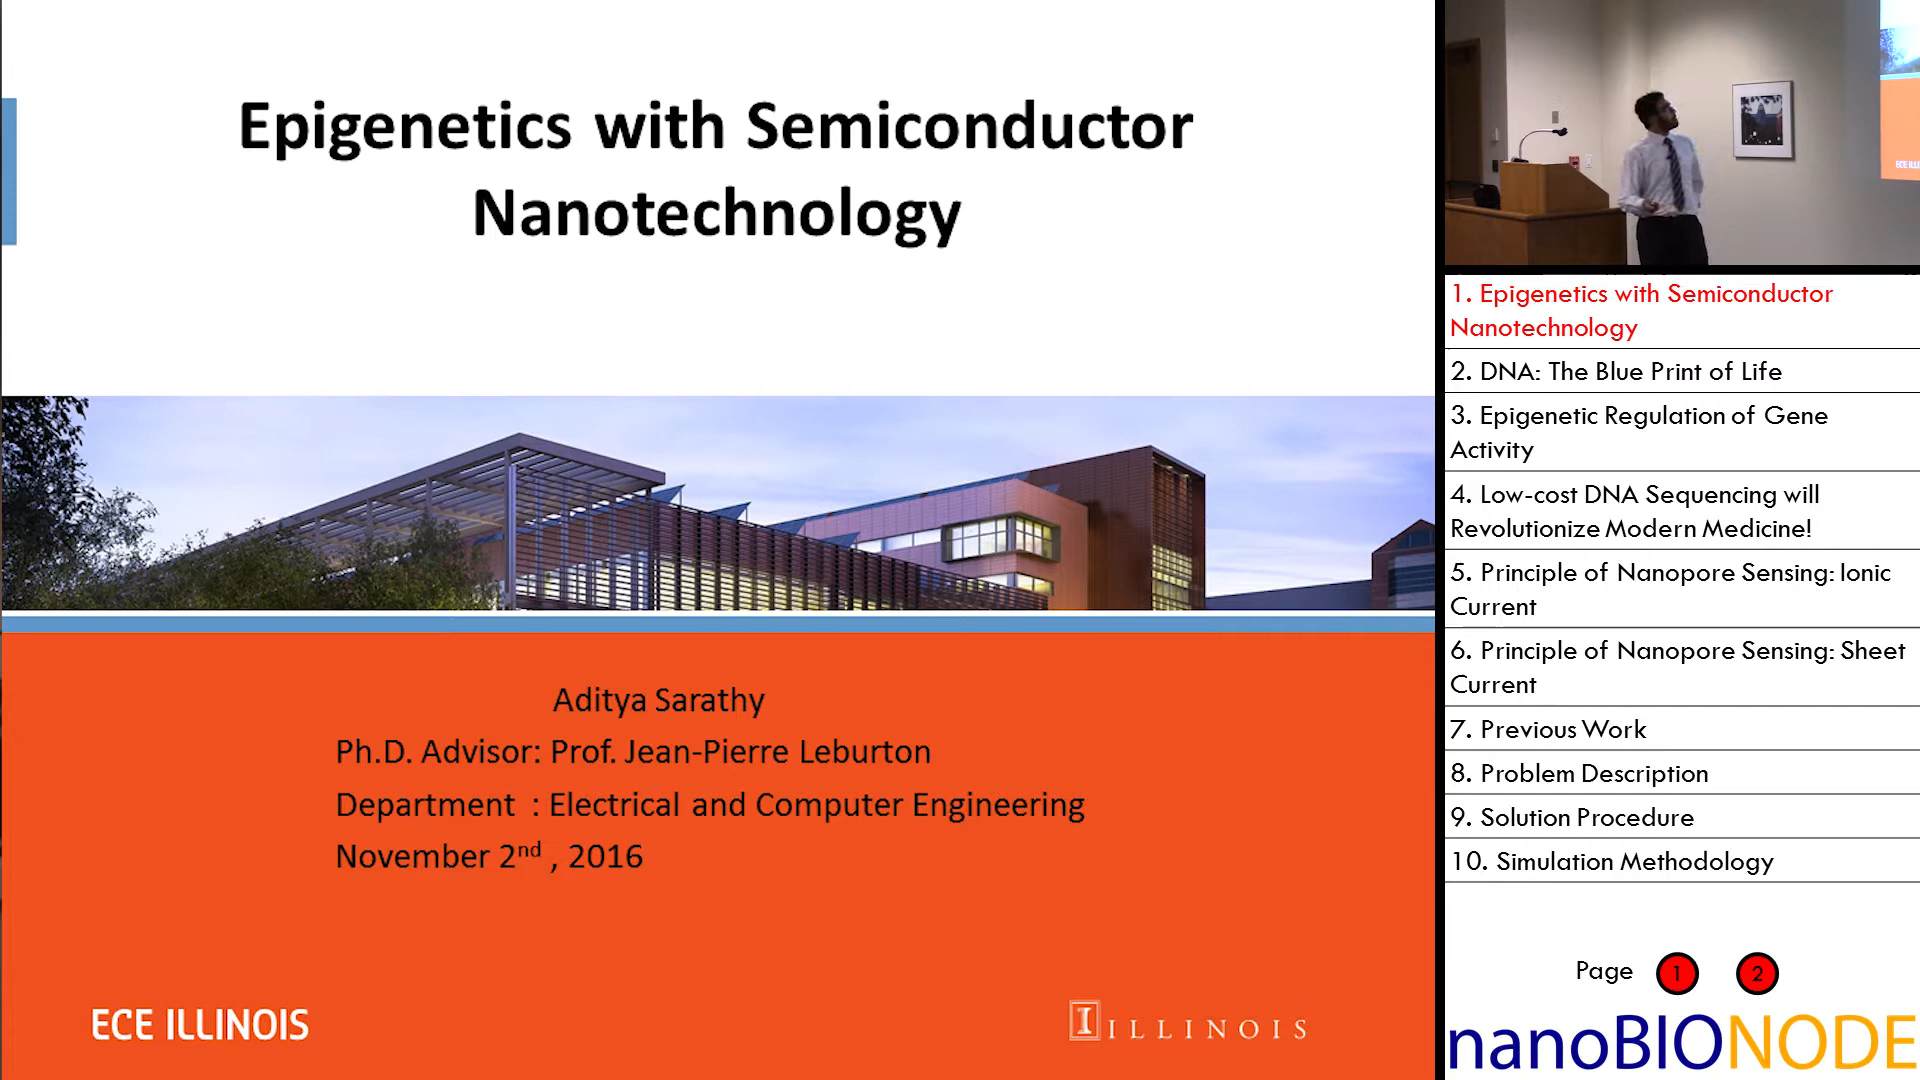 Epigenetics with Semiconductor
Nanotechnology
Aditya Sarathy
Ph.D. Advisor: Prof. Jean-Pierre Leburton
Department : Electrical and Computer Engineering
November 2nd , 2016
ECE ILLINOIS
I ILLINOIS
ECE ILLI
1. Epigenetics with Semiconductor
Nanotechnology
2. DNA: The Blue Print of Life
3. Epigenetic Regulation of Gene
Activity
4. Low-cost DNA Sequencing will
Revolutionize Modern Medicine!
5. Principle of Nanopore Sensing: Ionic
Current
6. Principle of Nanopore Sensing: Sheet
Current
7. Previous Work
8. Problem Description
9. Solution Procedure
10. Simulation Methodology
Page 1 2
nanoBIONODE